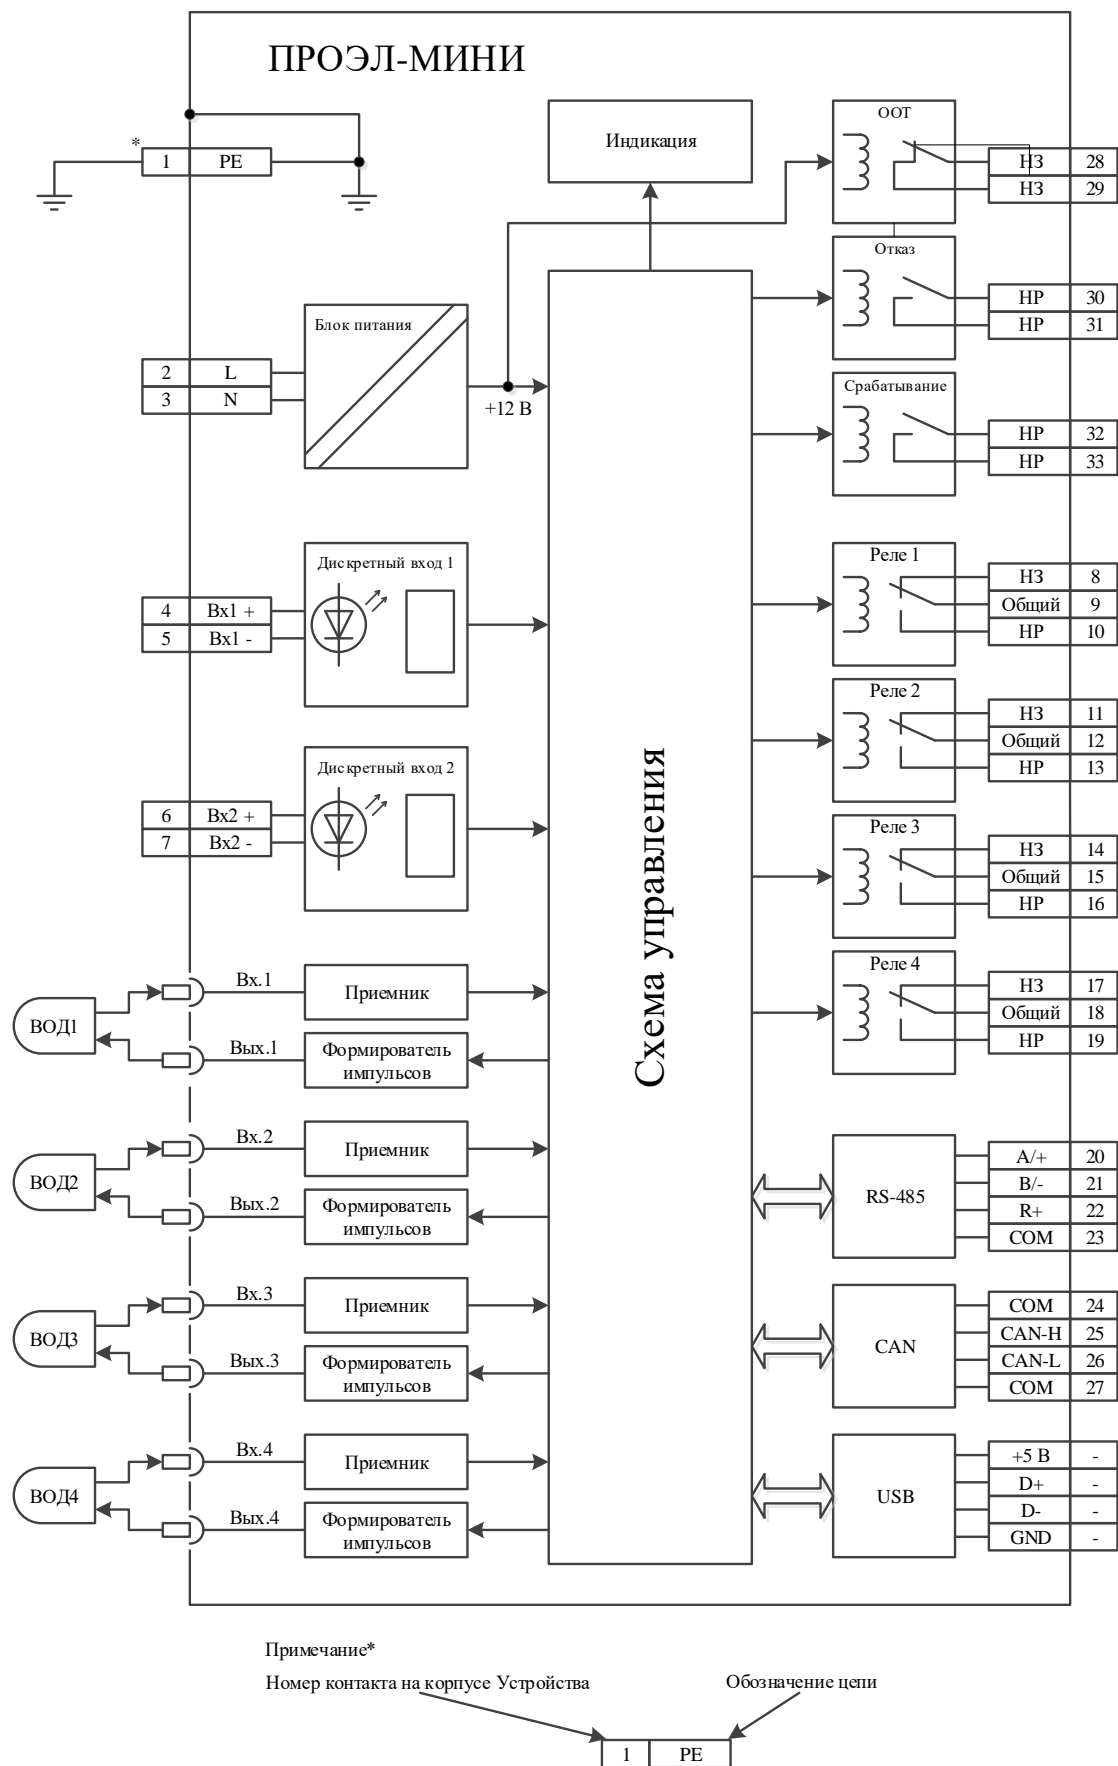 ПРОЭЛ-МИНИ
*
1 PE
Индикация
ООТ
НЗ 28
НЗ 29
Отказ
НР 30
НР 31
Блок питания
2 L
3 N
+12 В
Срабатывание
НР 32
НР 33
Дискретный вход 1
4 Вх1 +
5 Вх1 -
Реле 1
НЗ 8
Общий 9
НР 10
Реле 2
НЗ 11
Общий 12
НР 13
Дискретный вход 2
6 Вх2 +
7 Вх2 -
Схема управления
Реле 3
НЗ 14
Общий 15
НР 16
Реле 4
НЗ 17
Общий 18
НР 19
ВОД1
Вх.1
Приемник
Вых.1
Формирователь
импульсов
ВОД2
Вх.2
Приемник
Вых.2
Формирователь
импульсов
RS-485
A/+ 20
B/- 21
R+ 22
COM 23
ВОД3
Вх.3
Приемник
Вых.3
Формирователь
импульсов
CAN
COM 24
CAN-H 25
CAN-L 26
COM 27
ВОД4
Вх.4
Приемник
Вых.4
Формирователь
импульсов
USB
+5 В -
D+ -
D- -
GND -
Примечание*
Номер контакта на корпусе Устройства
Обозначение цепи
1 PE